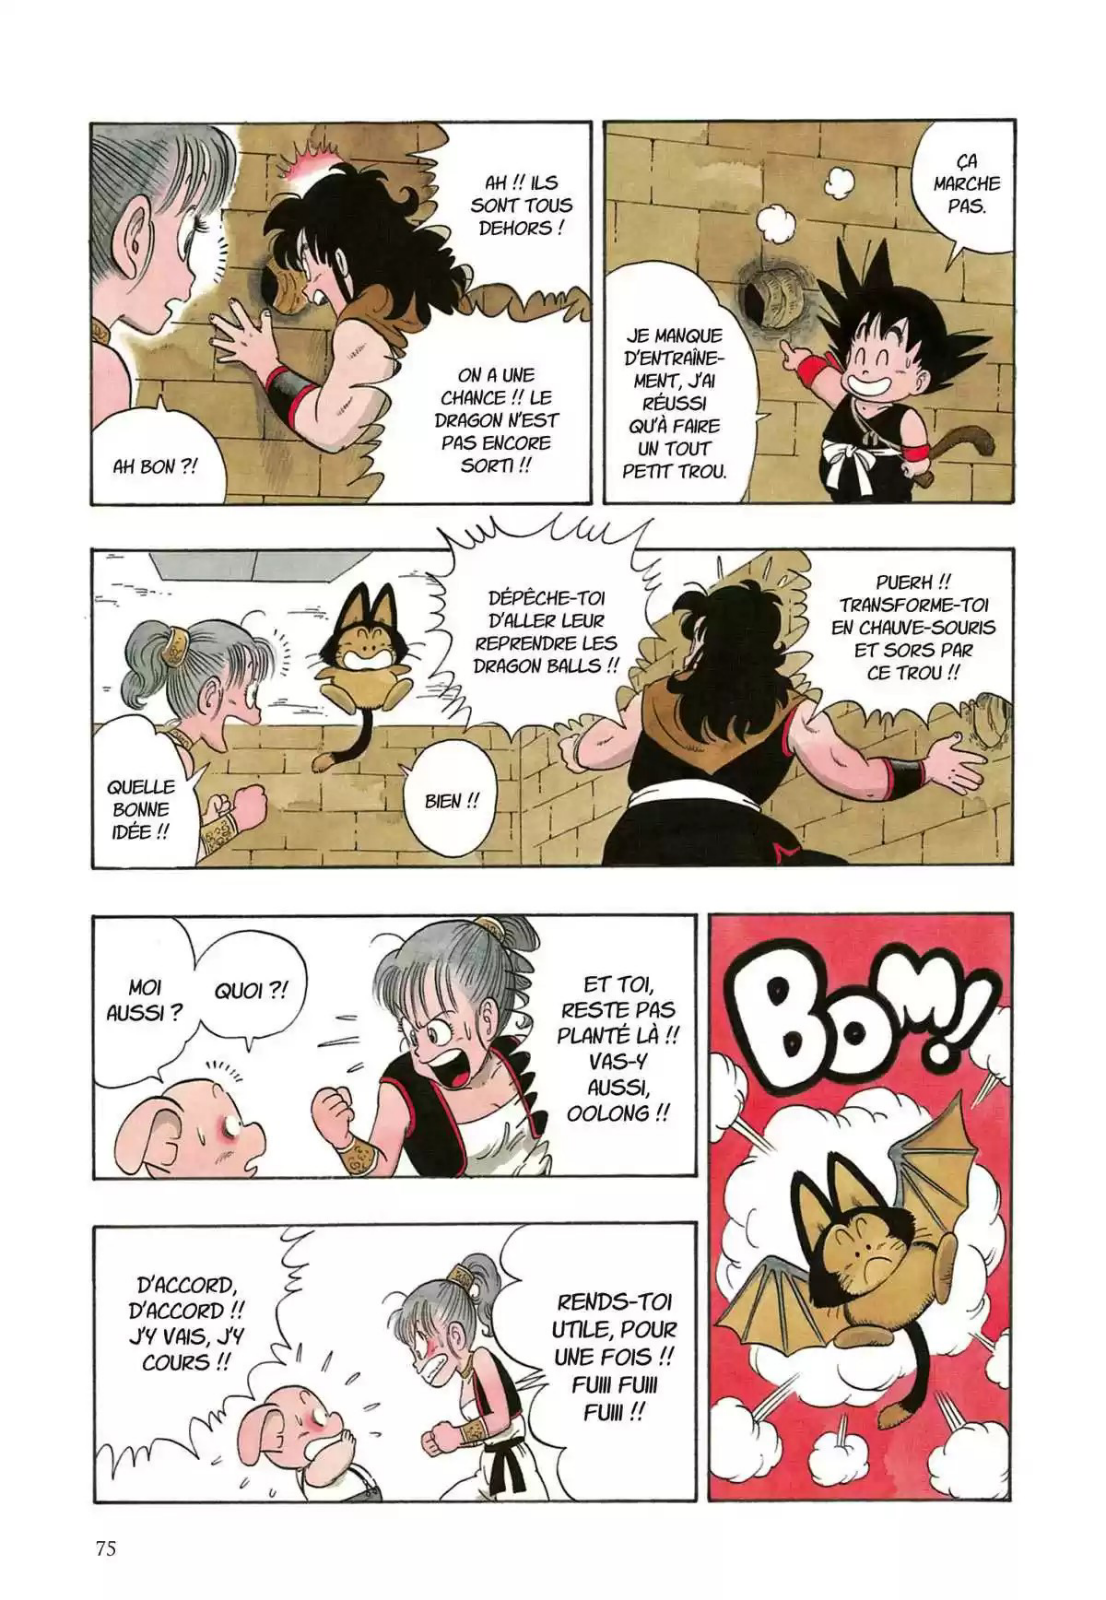 ÇA
MARCHE
PAS.
JE MANQUE
D'ENTRAÎNE-
MENT, J'AI
RÉUSSI
QU'À FAIRE
UN TOUT
PETIT TROU.
AH !! ILS
SONT TOUS
DEHORS !
ON A UNE
CHANCE !! LE
DRAGON N'EST
PAS ENCORE
SORTI !!
AH BON ?!
PUERH !!
TRANSFORME-TOI
EN CHAUVE-SOURIS
ET SORS PAR
CE TROU !!
DÉPÊCHE-TOI
D'ALLER LEUR
REPRENDRE LES
DRAGON BALLS !!
BIEN !!
QUELLE
BONNE
IDÉE !!
BOM!
ET TOI,
RESTE PAS
PLANTÉ LÀ !!
VAS-Y
AUSSI,
OOLONG !!
QUOI ?!
MOI
AUSSI ?
RENDS-TOI
UTILE, POUR
UNE FOIS !!
FUIII FUIII
FUIII !!
D'ACCORD,
D'ACCORD !!
J'Y VAIS, J'Y
COURS !!
75